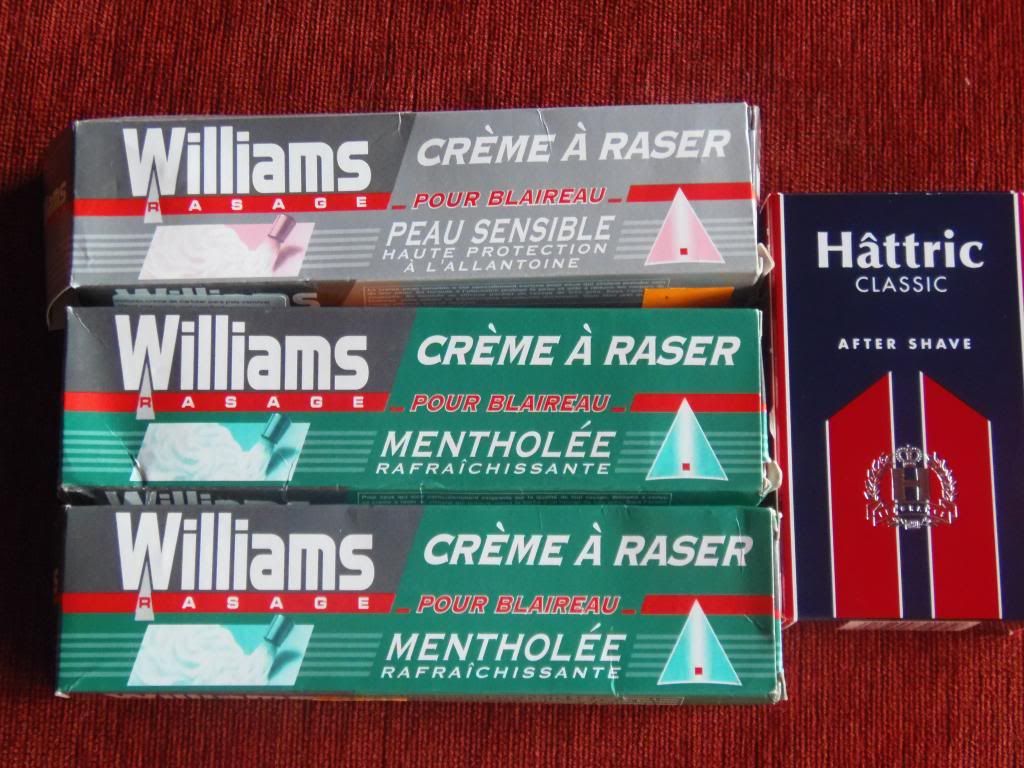 Williams
RASAGE
CRÈME À RASER
_ POUR BLAIREAU _
PEAU SENSIBLE
HAUTE PROTECTION
À L'ALLANTOINE
Williams
RASAGE
CRÈME À RASER
_ POUR BLAIREAU _
MENTHOLÉE
RAFRAÎCHISSANTE
Williams
RASAGE
CRÈME À RASER
_ POUR BLAIREAU _
MENTHOLÉE
RAFRAÎCHISSANTE
Hâttric
CLASSIC
AFTER SHAVE
H